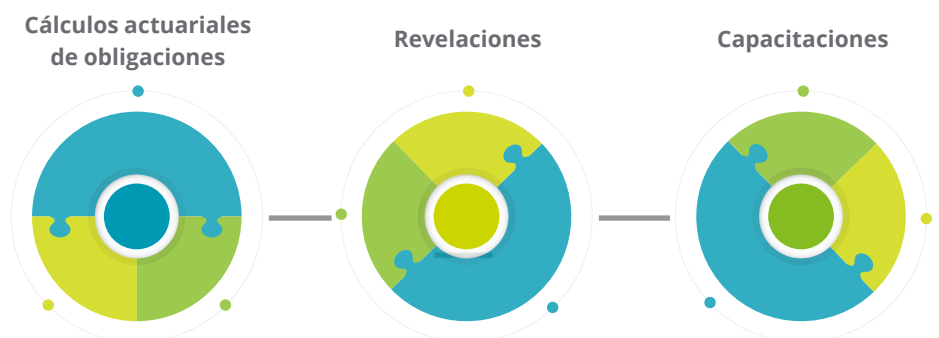 Cálculos actuariales
de obligaciones
Revelaciones
Capacitaciones